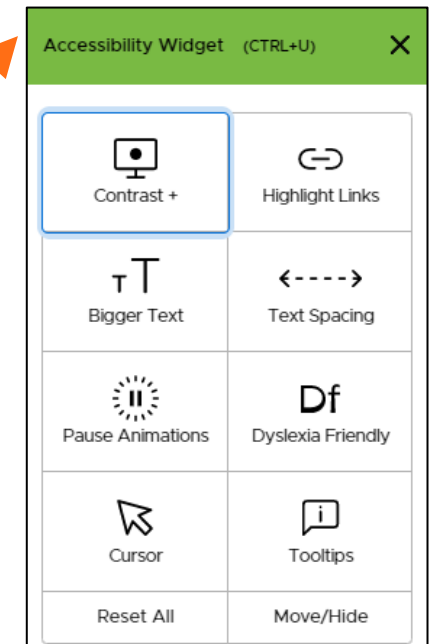 Accessibility Widget (CTRL+U)
Contrast + Highlight Links
TT
Bigger Text Text Spacing
Df
Pause Animations Dyslexia Friendly
i
Cursor Tooltips
Reset All Move/Hide